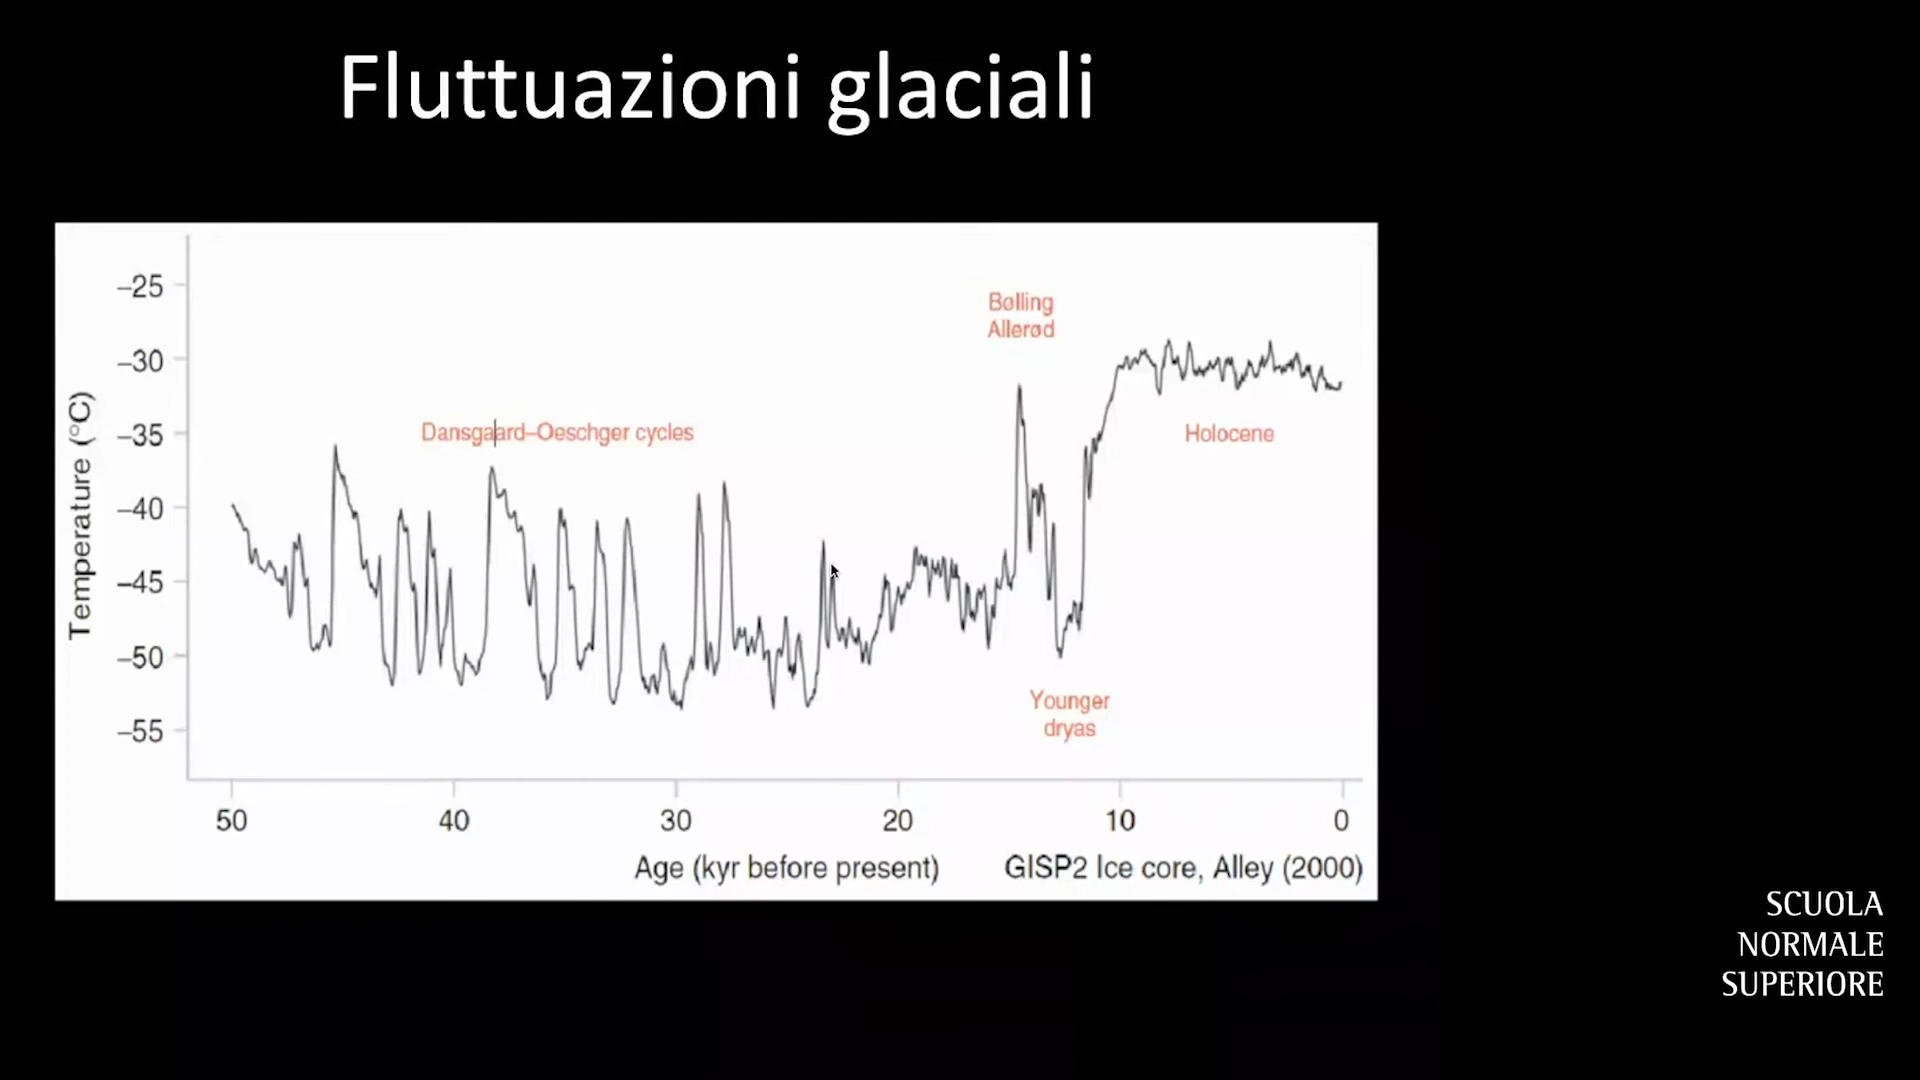 Fluttuazioni glaciali
–25
–30
–35
–40
–45
–50
–55
Temperature (°C)
Bølling
Allerød
Dansgaard–Oeschger cycles
Holocene
Younger
dryas
50 40 30 20 10 0
Age (kyr before present) GISP2 Ice core, Alley (2000)
SCUOLA
NORMALE
SUPERIORE